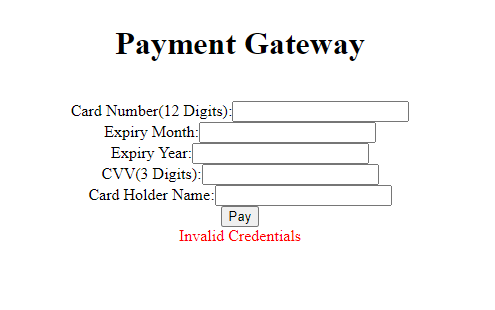 Payment Gateway
Card Number(12 Digits):
Expiry Month:
Expiry Year:
CVV(3 Digits):
Card Holder Name:
Pay
Invalid Credentials